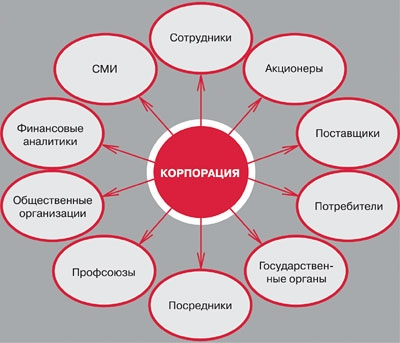 Сотрудники
СМИ
Акционеры
Финансовые
аналитики
Поставщики
КОРПОРАЦИЯ
Общественные
организации
Потребители
Профсоюзы
Государствен-
ные органы
Посредники